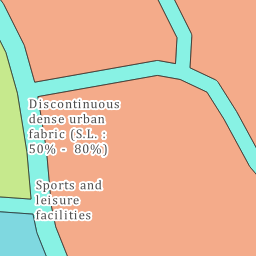 Discontinuous
dense urban
fabric (S.L. :
50% - 80%)
Sports and
leisure
facilities